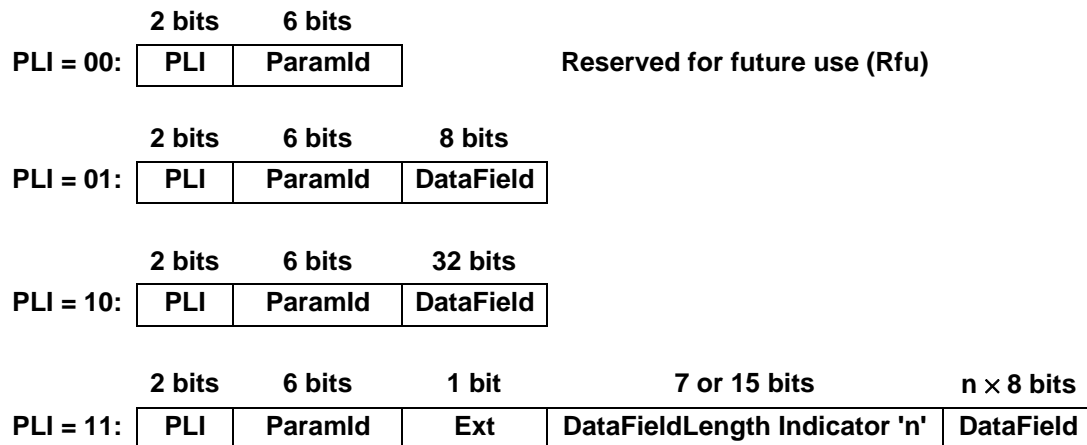 2 bits 6 bits
PLI = 00: PLI ParamId Reserved for future use (Rfu)
2 bits 6 bits 8 bits
PLI = 01: PLI ParamId DataField
2 bits 6 bits 32 bits
PLI = 10: PLI ParamId DataField
2 bits 6 bits 1 bit 7 or 15 bits n × 8 bits
PLI = 11: PLI ParamId Ext DataFieldLength Indicator 'n' DataField